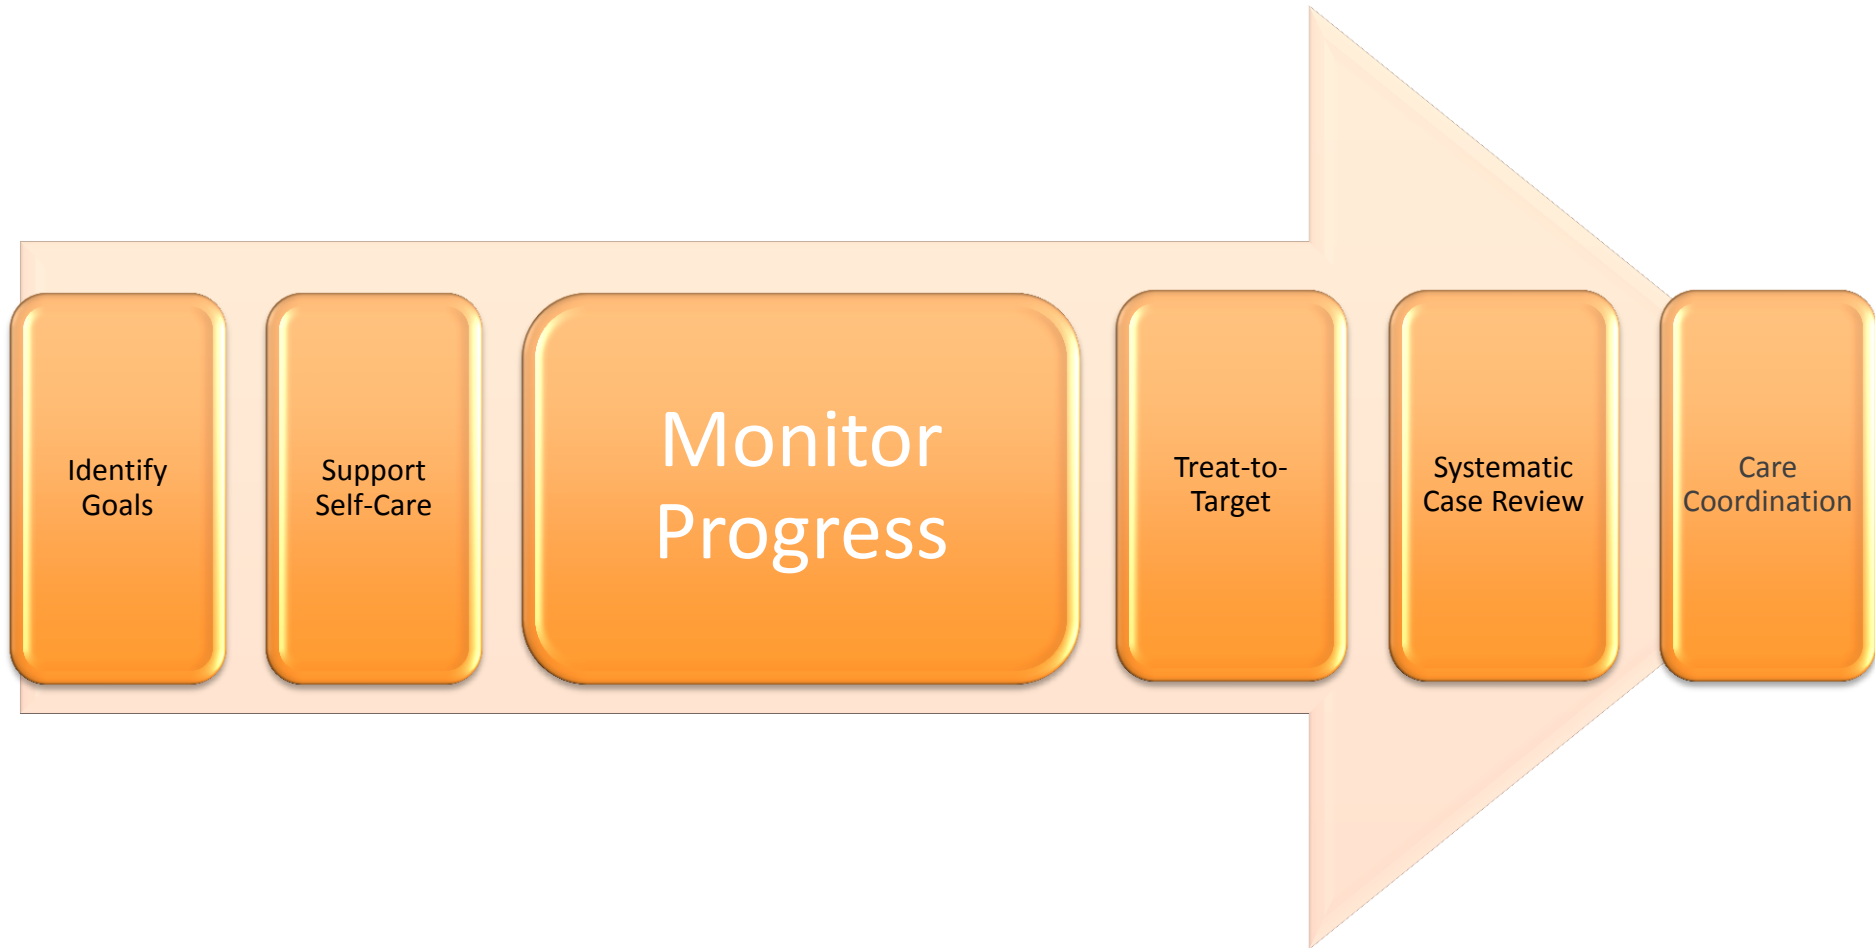 Identify
Goals
Support
Self-Care
Monitor
Progress
Treat-to-
Target
Systematic
Case Review
Care
Coordination